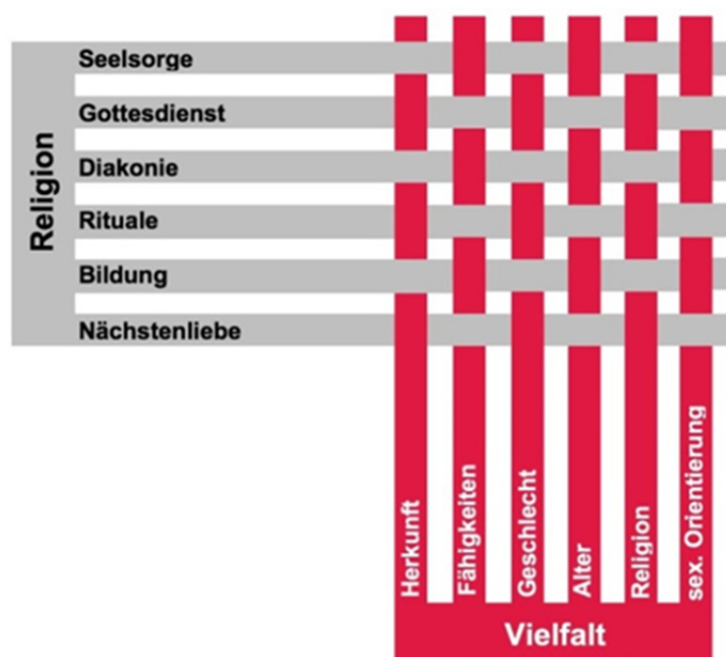 Religion
Seelsorge
Gottesdienst
Diakonie
Rituale
Bildung
Nächstenliebe
Herkunft
Fähigkeiten
Geschlecht
Alter
Religion
sex. Orientierung
Vielfalt